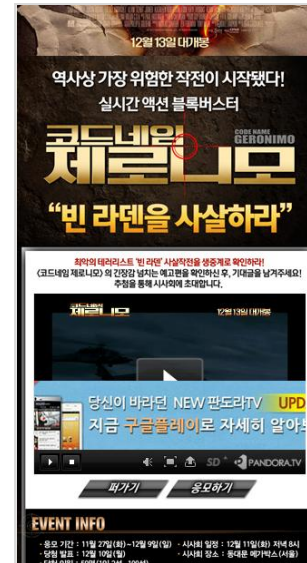 12월 13일 대개봉
역사상 가장 위험한 작전이 시작됐다!
실시간 액션 블록버스터
코드네임
CODE NAME
GERONIMO
제로니모
“빈 라덴을 사살하라”
최악의 테러리스트 '빈 라덴' 사살작전을 생중계로 확인하라!
<코드네임 제로니모> 의 긴장감 넘치는 예고편을 확인하신 후, 기대글을 남겨주세요!
추첨을 통해 시사회에 초대합니다.
코드네임
제로니모
12월 13일 대개봉
당신이 바라던 NEW 판도라TV UPD
지금 구글플레이로 자세히 알아보
SD
PANDORA.TV
퍼가기 응모하기
EVENT INFO
· 응모 기간 : 11월 27일(화)~12월 9일(일) · 시사회 일정 : 12월 11일(화) 저녁 8시
· 당첨 발표 : 12월 10일(월) · 시사회 장소 : 동대문 메가박스(서울)